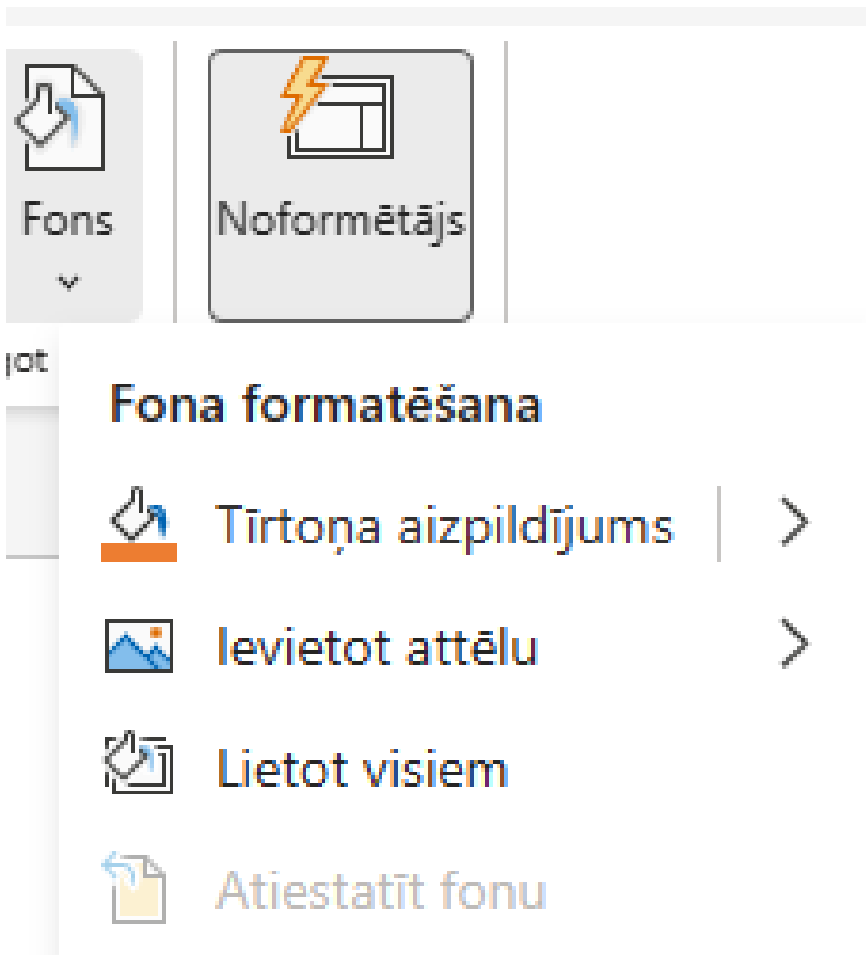 Fons
Noformētājs
Fona formatēšana
Tīrtoņa aizpildījums
Ievietot attēlu
Lietot visiem
Atiestatīt fonu